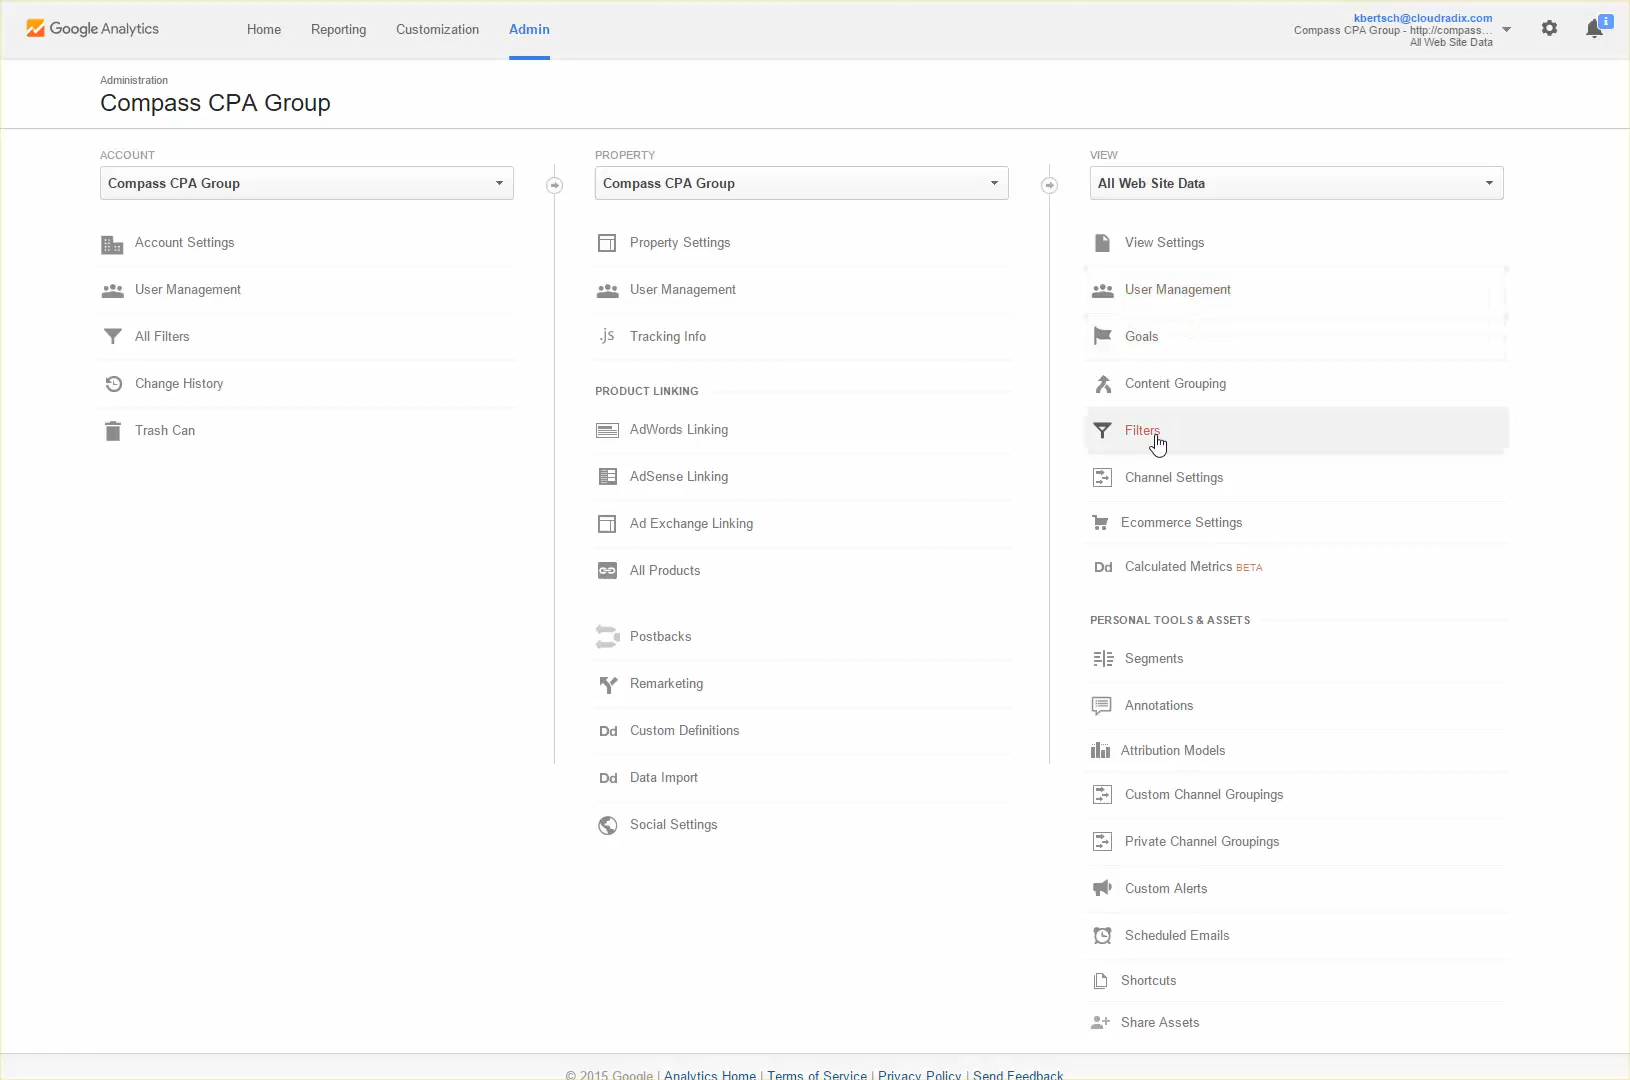 Google Analytics
Home
Reporting
Customization
Admin
kbertsch@cloudradix.com
Compass CPA Group - http://compass...
All Web Site Data
i
Administration
Compass CPA Group
ACCOUNT
Compass CPA Group
Account Settings
User Management
All Filters
Change History
Trash Can
PROPERTY
Compass CPA Group
Property Settings
User Management
.js Tracking Info
PRODUCT LINKING
AdWords Linking
AdSense Linking
Ad Exchange Linking
All Products
Postbacks
Remarketing
Dd Custom Definitions
Dd Data Import
Social Settings
VIEW
All Web Site Data
View Settings
User Management
Goals
Content Grouping
Filters
Channel Settings
Ecommerce Settings
Dd Calculated Metrics BETA
PERSONAL TOOLS & ASSETS
Segments
Annotations
Attribution Models
Custom Channel Groupings
Private Channel Groupings
Custom Alerts
Scheduled Emails
Shortcuts
Share Assets
© 2015 Google | Analytics Home | Terms of Service | Privacy Policy | Send Feedback